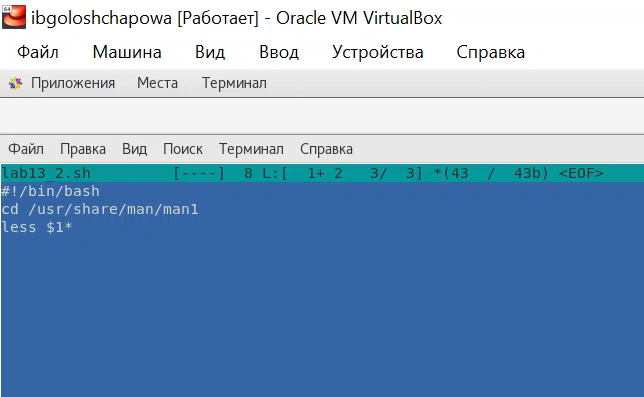 64
ibgoloshchapowa [Работает] - Oracle VM VirtualBox
Файл Машина Вид Ввод Устройства Справка
Приложения Места Терминал
Файл Правка Вид Поиск Терминал Справка
lab13_2.sh [----] 8 L:[ 1+ 2 3/ 3] *(43 / 43b) <EOF>
#!/bin/bash
cd /usr/share/man/man1
less $1*